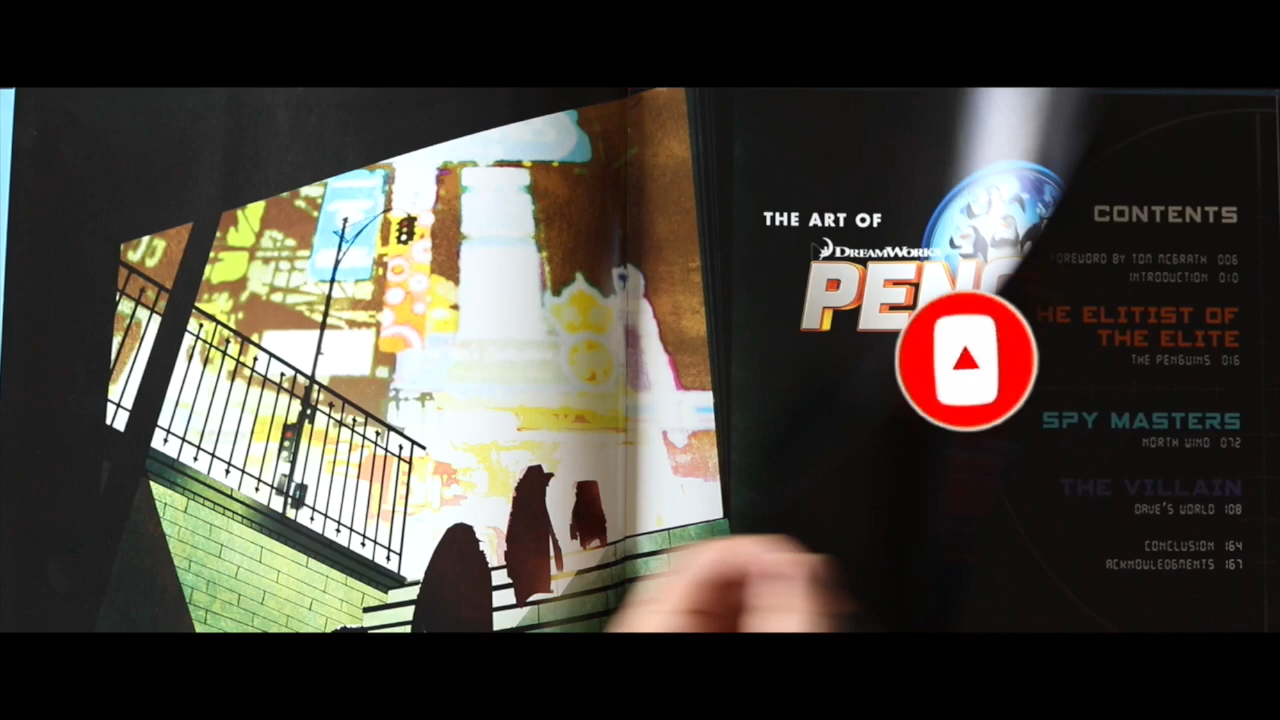 THE ART OF
DREAMWORKS
CONTENTS
FOREWORD BY TOM MCGRATH 006
INTRODUCTION 010
HE ELITIST OF
THE ELITE
THE PENGUINS 016
SPY MASTERS
NORTH WIND 072
THE VILLAIN
DAVE'S WORLD 108
CONCLUSION 164
ACKNOWLEDGMENTS 167